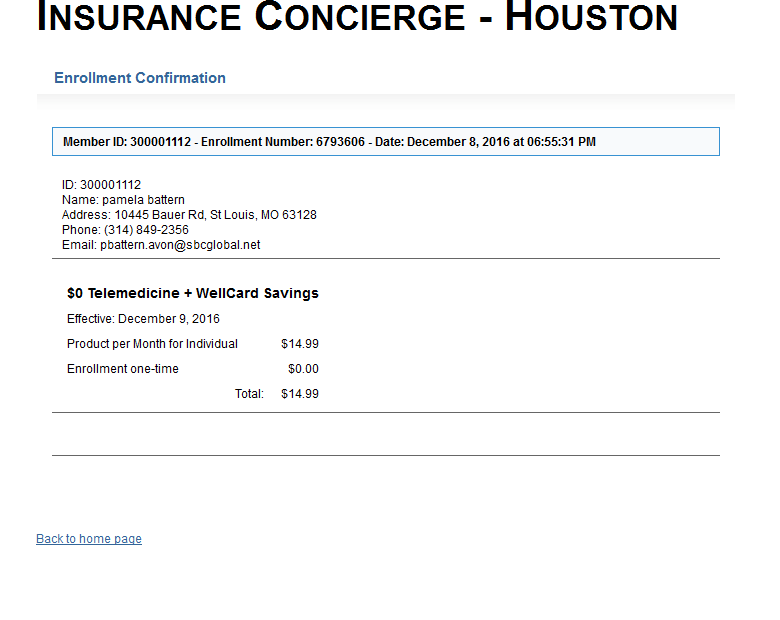 INSURANCE CONCIERGE - HOUSTON
Enrollment Confirmation
Member ID: 300001112 - Enrollment Number: 6793606 - Date: December 8, 2016 at 06:55:31 PM
ID: 300001112
Name: pamela battern
Address: 10445 Bauer Rd, St Louis, MO 63128
Phone: (314) 849-2356
Email: pbattern.avon@sbcglobal.net
$0 Telemedicine + WellCard Savings
Effective: December 9, 2016
Product per Month for Individual $14.99
Enrollment one-time $0.00
Total: $14.99
Back to home page